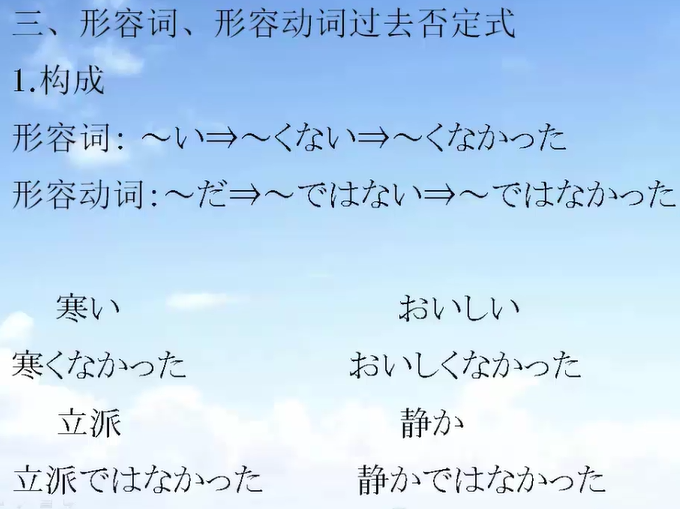 三、形容词、形容动词过去否定式
1.构成
形容词: ～い⇒～くない⇒～くなかった
形容动词:～だ⇒～ではない⇒～ではなかった
寒い おいしい
寒くなかった おいしくなかった
立派 静か
立派ではなかった 静かではなかった